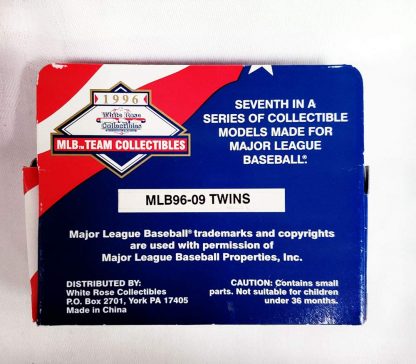 1996
White Rose
Collectibles
MLB™ TEAM COLLECTIBLES
SEVENTH IN A
SERIES OF COLLECTIBLE
MODELS MADE FOR
MAJOR LEAGUE
BASEBALL®
MLB96-09 TWINS
Major League Baseball® trademarks and copyrights
are used with permission of
Major League Baseball Properties, Inc.
DISTRIBUTED BY:
White Rose Collectibles
P.O. Box 2701, York PA 17405
Made in China
CAUTION: Contains small
parts. Not suitable for children
under 36 months.